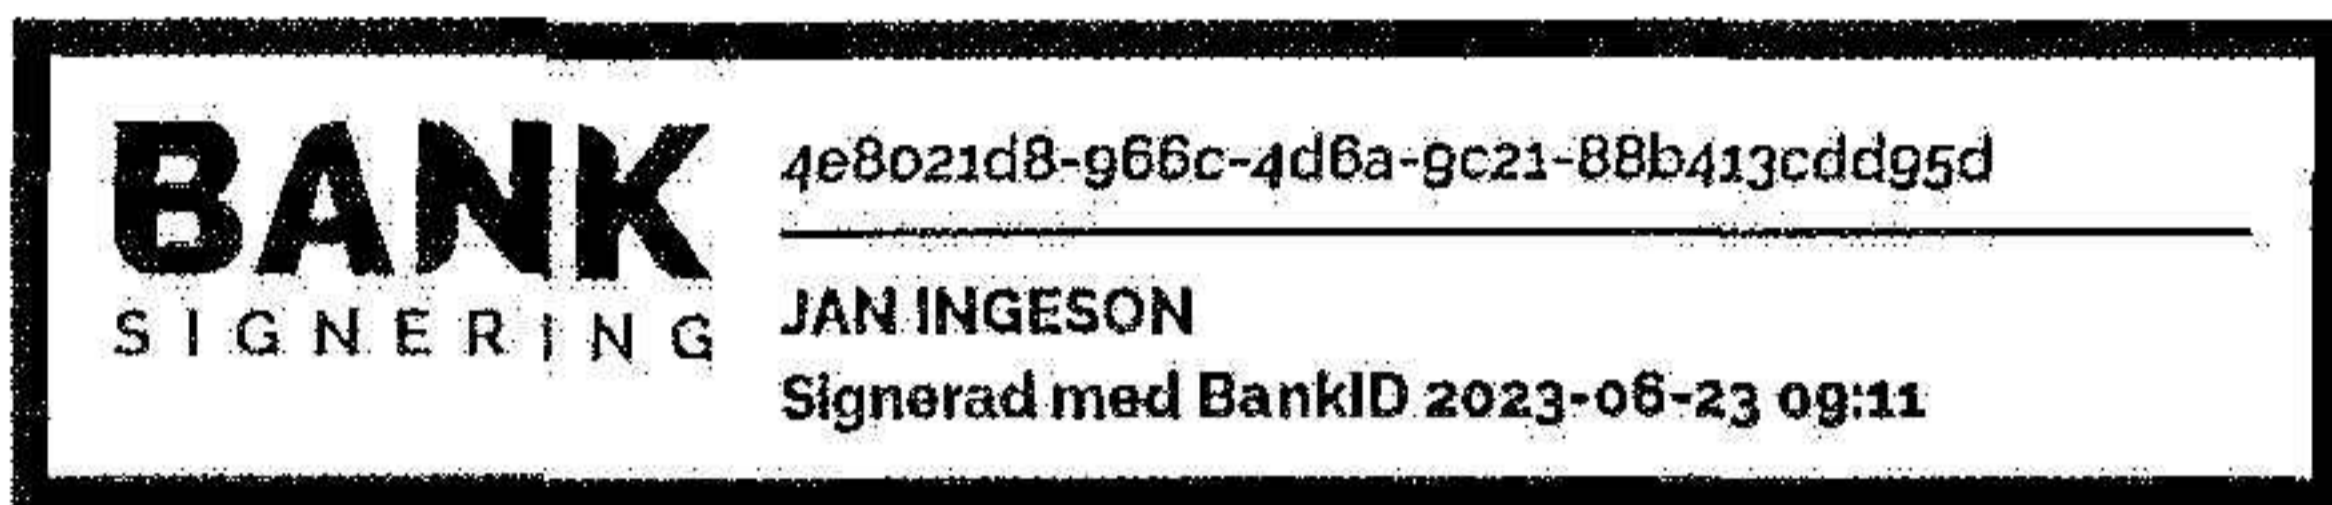 BANK
SIGNERING
4e8021d8-966c-4d6a-9c21-88b413cdd95d
JAN INGESON
Signerad med BankID 2023-06-23 09:11